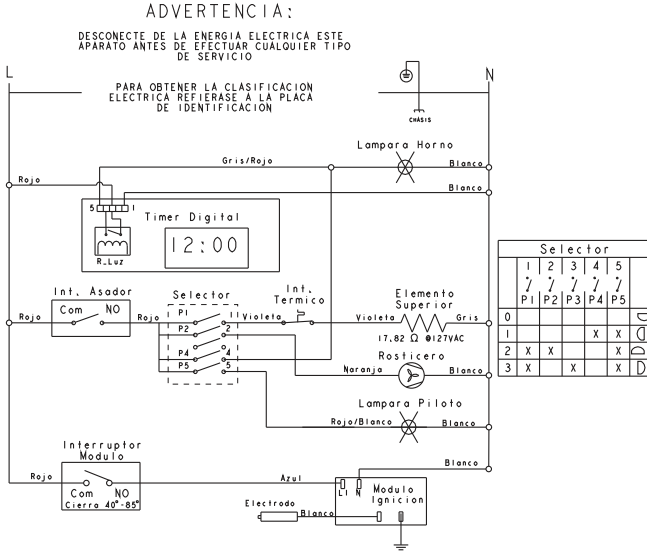 ADVERTENCIA:
DESCONECTE DE LA ENERGIA ELECTRICA ESTE
APARATO ANTES DE EFECTUAR CUALQUIER TIPO
DE SERVICIO
L
N
PARA OBTENER LA CLASIFICACION
ELECTRICA REFIERASE A LA PLACA
DE IDENTIFICACION
CHASIS
Lampara Horno
Gris/Rojo
Blanco
Rojo
Blanco
5 1
Timer Digital
12:00
R_Luz
Selector
1 2 3 4 5
P1 P2 P3 P4 P5
0
1 X X
2 X X X
3 X X X
Int. Asador
Com NO
Rojo
Rojo
Selector
P1 1
P2 2
P4 4
P5 5
Violeta
Int.
Termico
Violeta
Elemento
Superior
Gris
17.82 Ω @127VAC
Rosticero
Naranja
Blanco
Lampara Piloto
Rojo/Blanco
Blanco
Interruptor
Modulo
Rojo
Com NO
Cierra 40°-85°
Azul
Blanco
L1 N
Modulo
Ignicion
Electrodo
Blanco